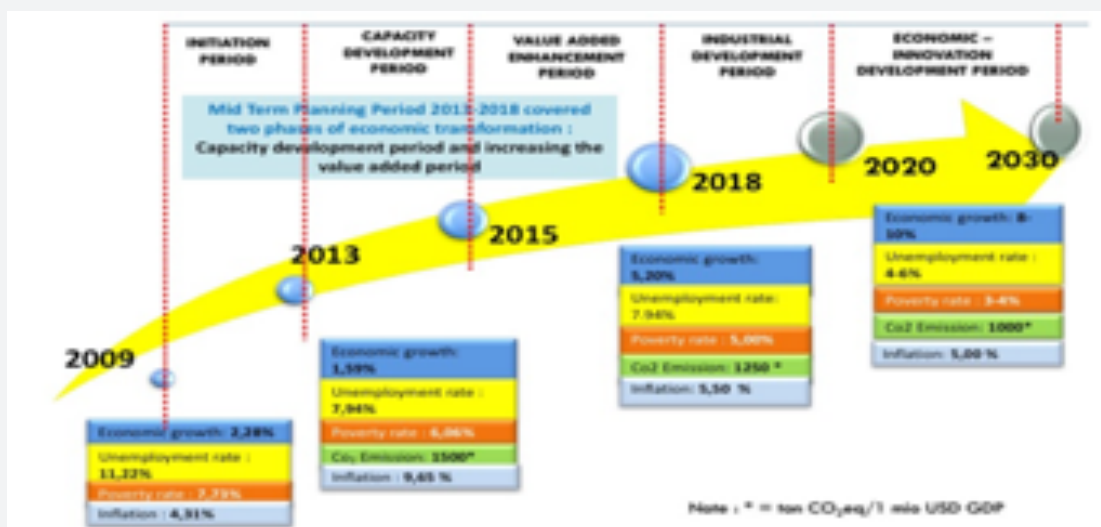 INITIATION
PERIOD
CAPACITY
DEVELOPMENT
PERIOD
VALUE ADDED
ENHANCEMENT
PERIOD
INDUSTRIAL
DEVELOPMENT
PERIOD
ECONOMIC –
INNOVATION
DEVELOPMENT PERIOD
Mid Term Planning Period 2013-2018 covered
two phases of economic transformation :
Capacity development period and increasing the
value added period
2009
2013
2015
2018
2020
2030
Economic growth: 2,28%
Unemployment rate :
11,22%
Poverty rate : 7,73%
Inflation : 4,31%
Economic growth:
1,59%
Unemployment rate :
7,94%
Poverty rate : 6,06%
Co₂ Emission: 1500*
Inflation : 9,65 %
Economic growth:
5,20%
Unemployment rate:
7.94%
Poverty rate : 5,00%
Co2 Emission: 1250 *
Inflation: 5,50 %
Economic growth: 8-
10%
Unemployment rate :
4-6%
Poverty rate : 3-4%
Co2 Emission: 1000*
Inflation: 5,00 %
Note : * = ton CO₂eq/1 mio USD GDP